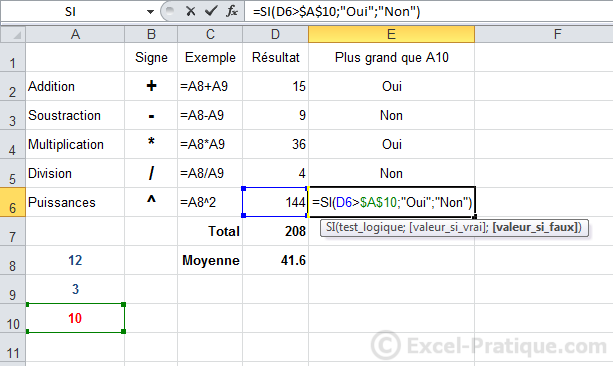 SI =SI(D6>$A$10;"Oui";"Non")
A B C D E F
1 Signe Exemple Résultat Plus grand que A10
2 Addition + =A8+A9 15 Oui
3 Soustraction - =A8-A9 9 Non
4 Multiplication * =A8*A9 36 Oui
5 Division / =A8/A9 4 Non
6 Puissances ^ =A8^2 144 =SI(D6>$A$10;"Oui";"Non")
7 Total 208 SI(test_logique; [valeur_si_vrai]; [valeur_si_faux])
8 12 Moyenne 41.6
9 3
10 10
11
© Excel-Pratique.com